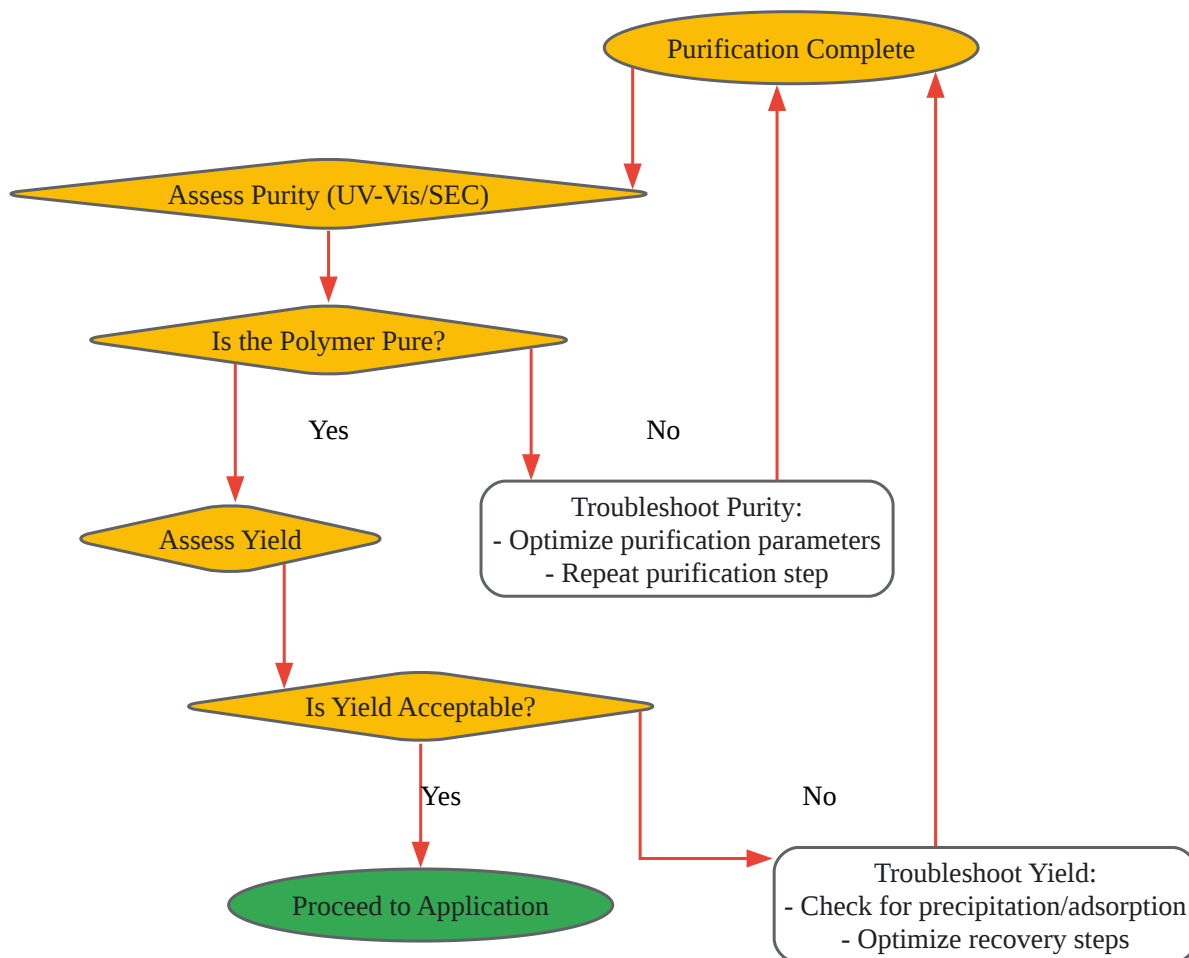 Purification Complete
Assess Purity (UV-Vis/SEC)
Is the Polymer Pure?
Yes
No
Troubleshoot Purity:
- Optimize purification parameters
- Repeat purification step
Assess Yield
Is Yield Acceptable?
Yes
No
Proceed to Application
Troubleshoot Yield:
- Check for precipitation/adsorption
- Optimize recovery steps